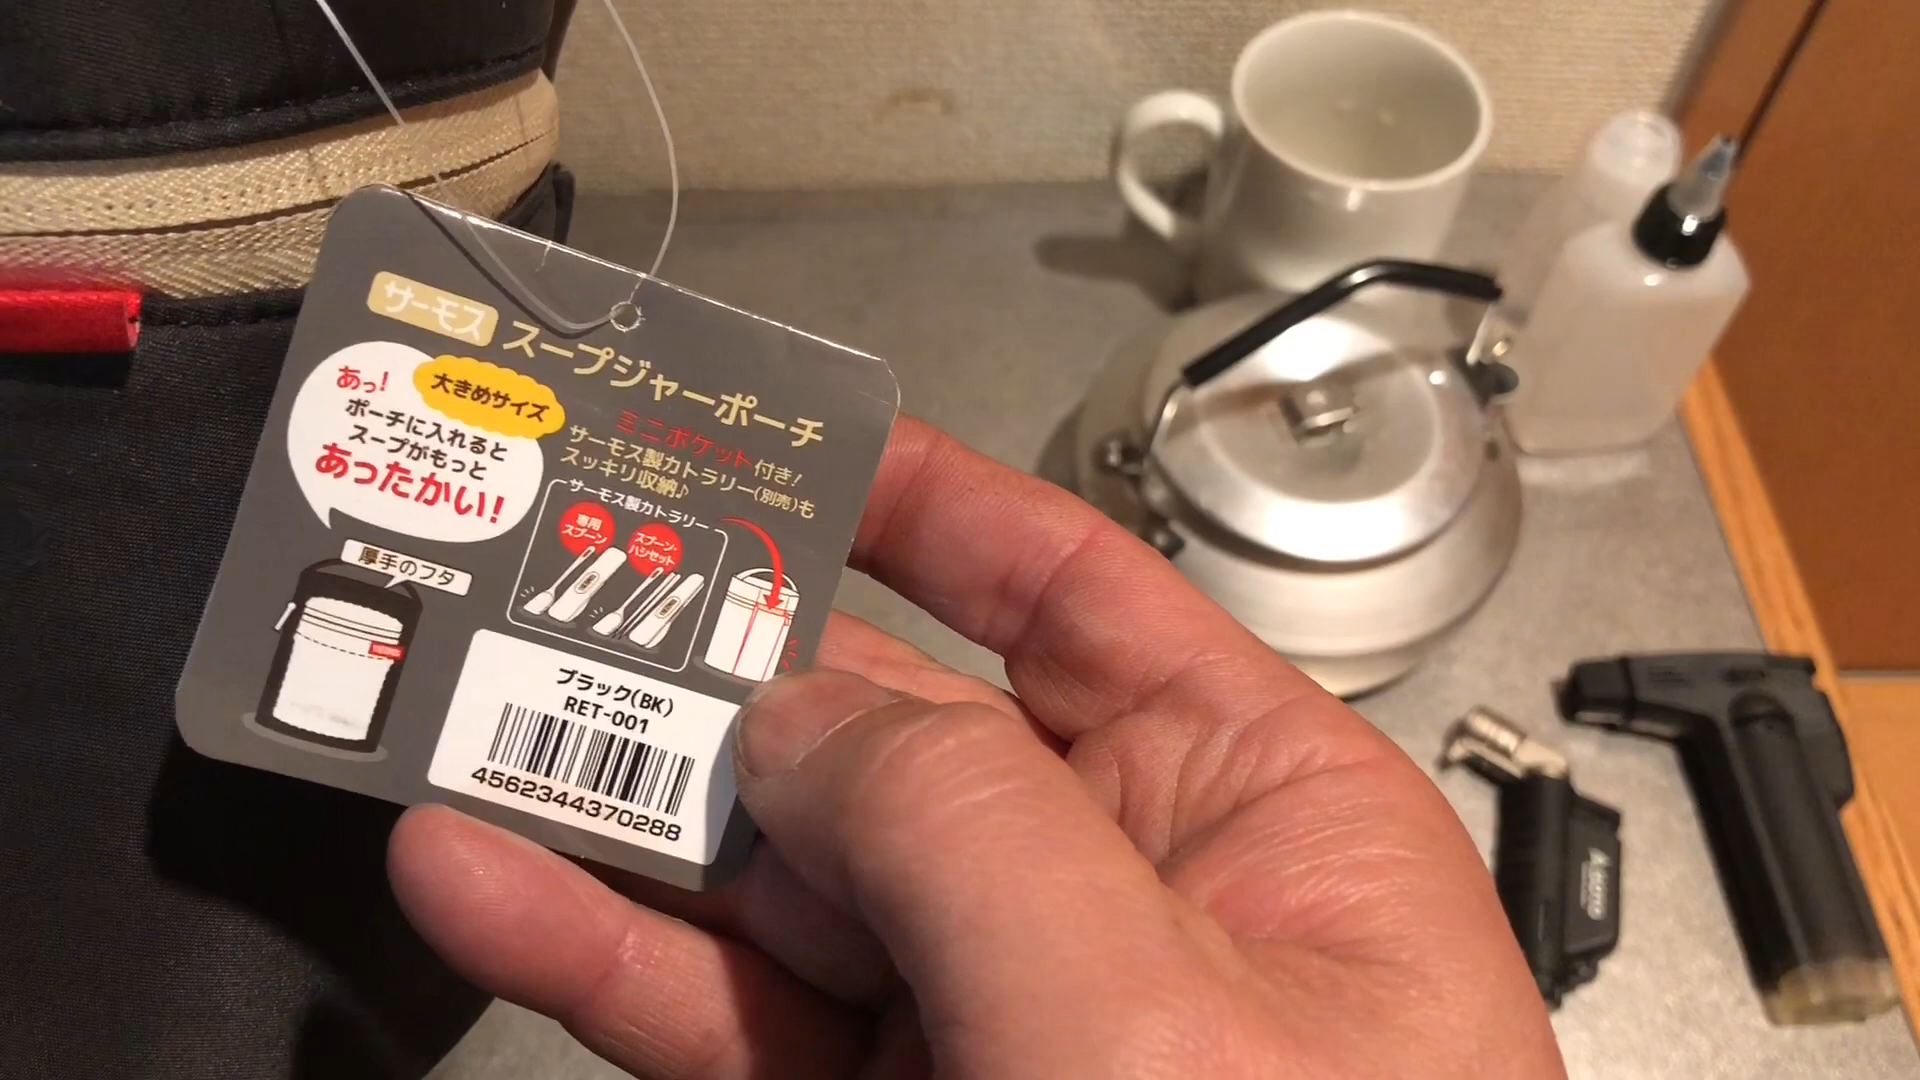 サーモス スープジャーポーチ
あっ!
大きめサイズ
ポーチに入れると
スープがもっと
あったかい!
ミニポケット付き!
サーモス製カトラリー(別売)も
スッキリ収納♪
サーモス製カトラリー
専用
スプーン
スプーン・
ハシセット
厚手のフタ
ブラック(BK)
RET-001
4562344370288